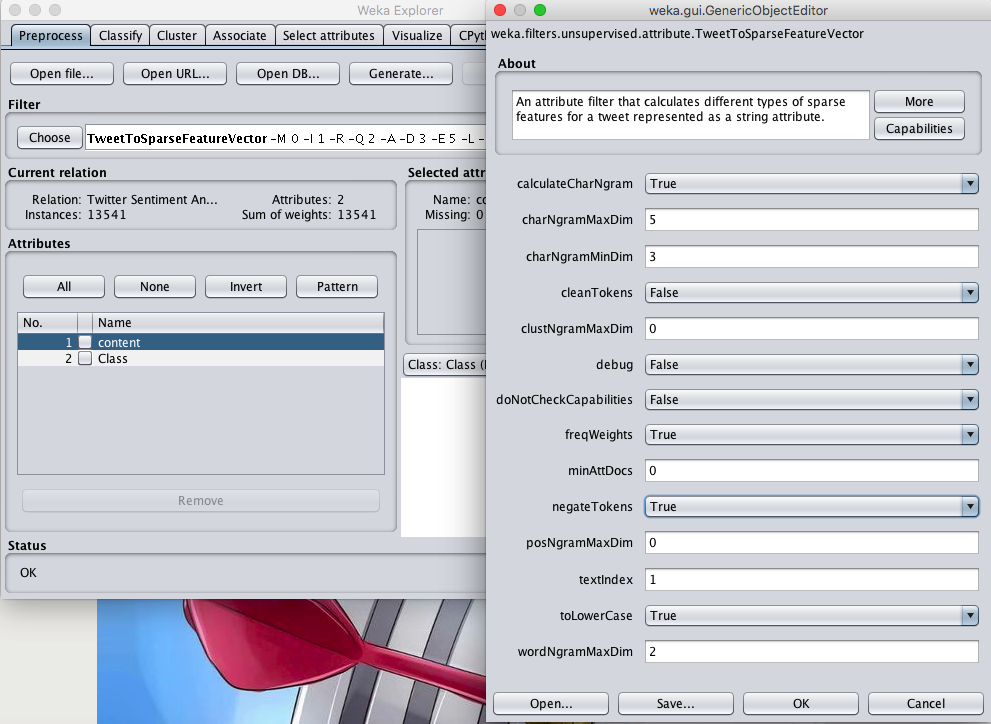 Weka Explorer
Preprocess Classify Cluster Associate Select attributes Visualize
Open file... Open URL... Open DB... Generate...
Filter
Choose TweetToSparseFeatureVector -M 0 -I 1 -R -Q 2 -A -D 3 -E 5 -L -
Current relation
Relation: Twitter Sentiment An... Attributes: 2
Instances: 13541 Sum of weights: 13541
Attributes
All None Invert Pattern
No. Name
1 content
2 Class
Remove
Status
OK
Selected attr
Name: co
Missing: 0
Class: Class (
weka.gui.GenericObjectEditor
weka.filters.unsupervised.attribute.TweetToSparseFeatureVector
About
An attribute filter that calculates different types of sparse
features for a tweet represented as a string attribute.
More
Capabilities
calculateCharNgram True
charNgramMaxDim 5
charNgramMinDim 3
cleanTokens False
clustNgramMaxDim 0
debug False
doNotCheckCapabilities False
freqWeights True
minAttDocs 0
negateTokens True
posNgramMaxDim 0
textIndex 1
toLowerCase True
wordNgramMaxDim 2
Open... Save... OK Cancel